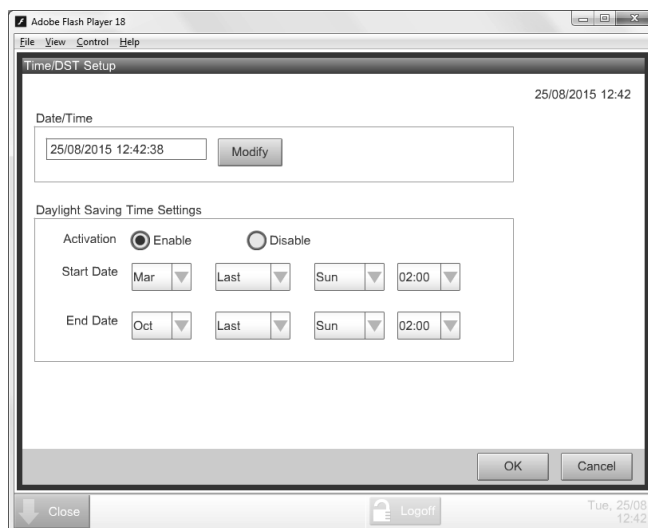 Adobe Flash Player 18
File View Control Help
Time/DST Setup
25/08/2015 12:42
Date/Time
25/08/2015 12:42:38 Modify
Daylight Saving Time Settings
Activation Enable Disable
Start Date Mar Last Sun 02:00
End Date Oct Last Sun 02:00
OK Cancel
Close Logoff Tue, 25/08
12:42